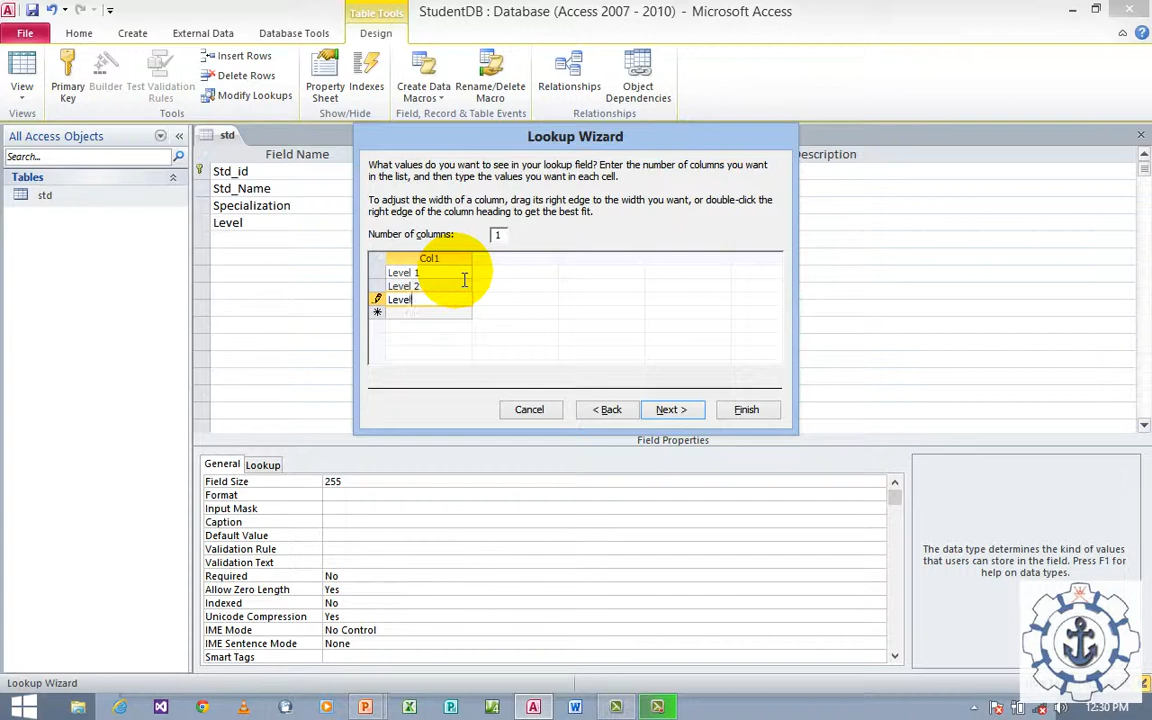 Table Tools
StudentDB : Database (Access 2007 - 2010) - Microsoft Access
File Home Create External Data Database Tools Design
View
Primary Key
Builder
Test Validation Rules
Insert Rows
Delete Rows
Modify Lookups
Property Sheet
Indexes
Create Data Macros
Rename/Delete Macro
Relationships
Object Dependencies
Views Tools Show/Hide Field, Record & Table Events Relationships
All Access Objects
Search...
Tables
std
std
Field Name Description
Std_id
Std_Name
Specialization
Level
Lookup Wizard
What values do you want to see in your lookup field? Enter the number of columns you want
in the list, and then type the values you want in each cell.
To adjust the width of a column, drag its right edge to the width you want, or double-click the
right edge of the column heading to get the best fit.
Number of columns: 1
Col1
Level 1
Level 2
Level
Cancel < Back Next > Finish
Field Properties
General Lookup
Field Size 255
Format
Input Mask
Caption
Default Value
Validation Rule
Validation Text
Required No
Allow Zero Length Yes
Indexed No
Unicode Compression Yes
IME Mode No Control
IME Sentence Mode None
Smart Tags
The data type determines the kind of values
that users can store in the field. Press F1 for
help on data types.
Lookup Wizard
12:30 PM